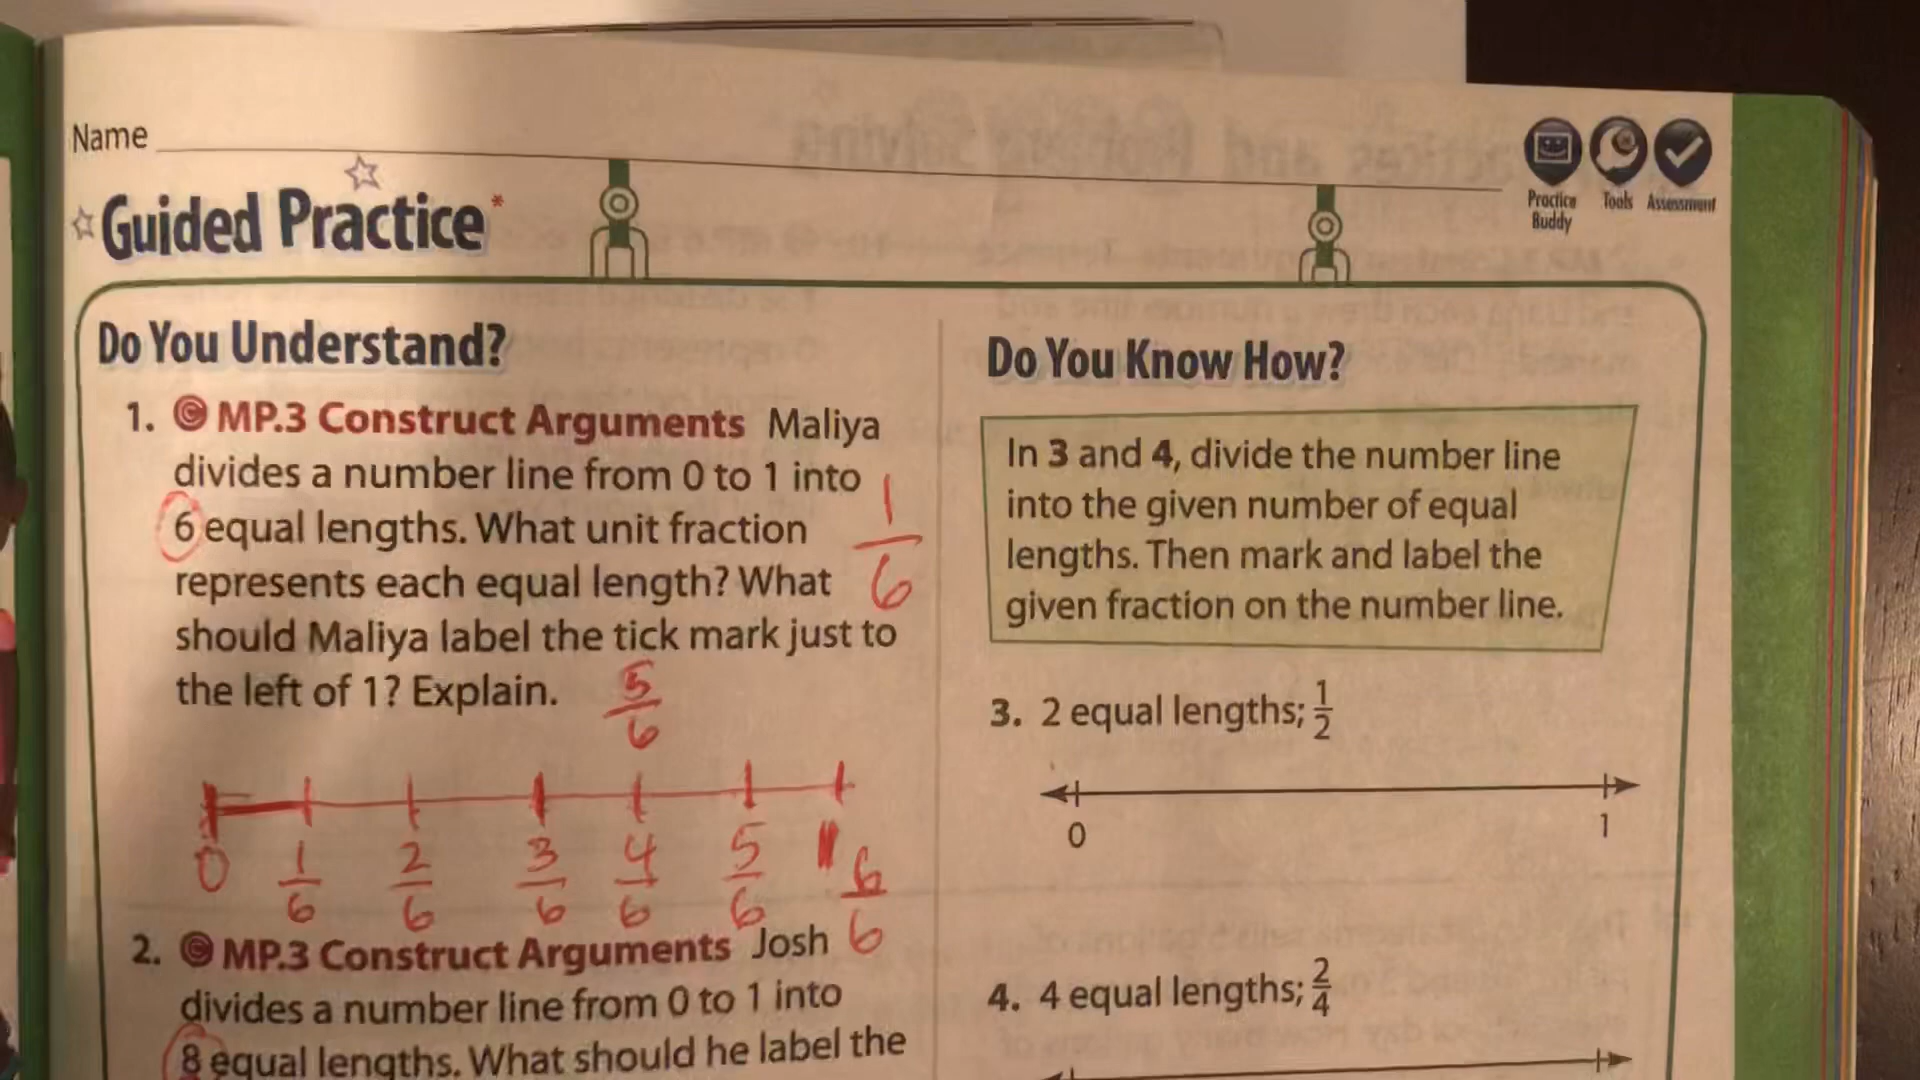 Name
Practice Buddy
Tools
Assessment
Guided Practice*
Do You Understand?
1. MP.3 Construct Arguments Maliya
divides a number line from 0 to 1 into
6 equal lengths. What unit fraction
represents each equal length? What
should Maliya label the tick mark just to
the left of 1? Explain.
1/6
5/6
0 1/6 2/6 3/6 4/6 5/6 1 6/6
2. MP.3 Construct Arguments Josh
divides a number line from 0 to 1 into
8 equal lengths. What should he label the
Do You Know How?
In 3 and 4, divide the number line
into the given number of equal
lengths. Then mark and label the
given fraction on the number line.
3. 2 equal lengths; 1/2
0 1
4. 4 equal lengths; 2/4